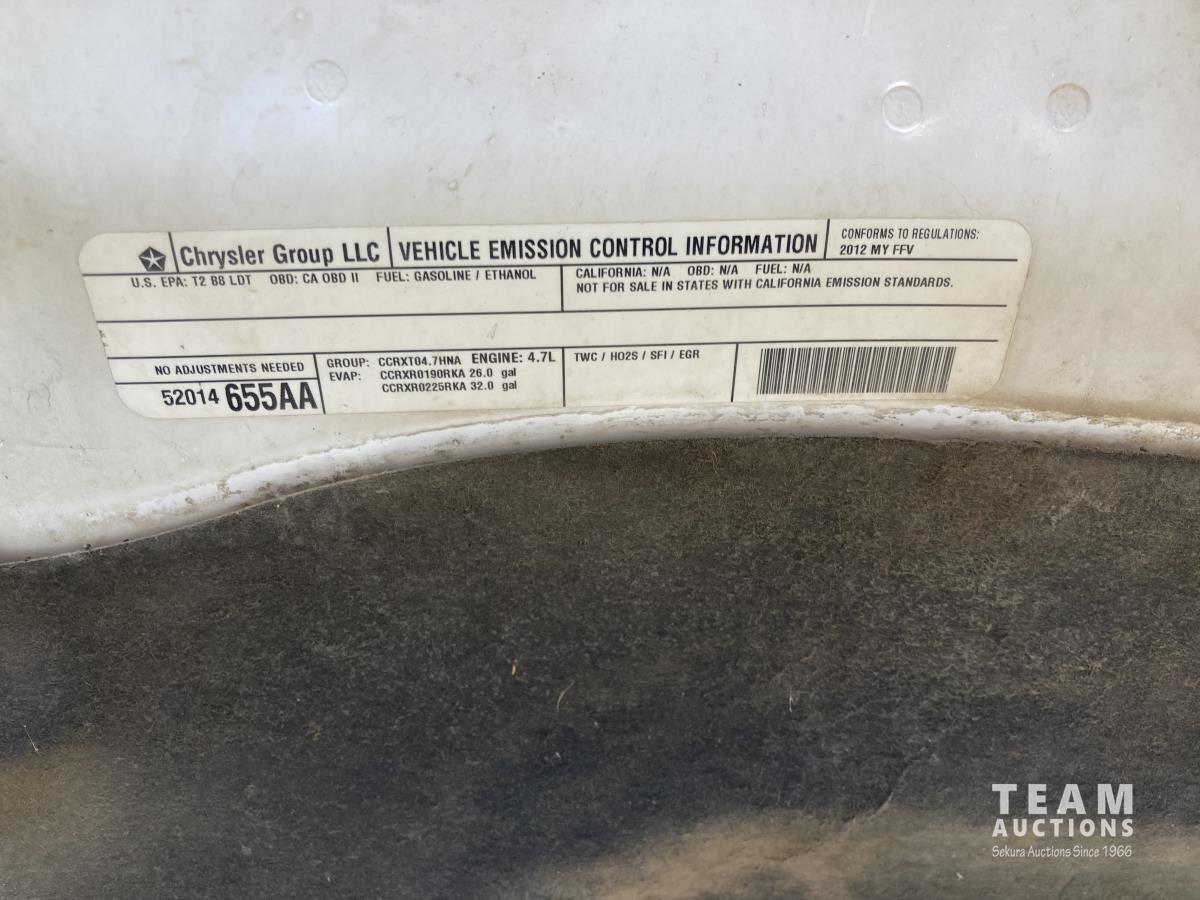 Chrysler Group LLC
VEHICLE EMISSION CONTROL INFORMATION
CONFORMS TO REGULATIONS:
2012 MY FFV
U.S. EPA: T2 B8 LDT OBD: CA OBD II FUEL: GASOLINE / ETHANOL
CALIFORNIA: N/A OBD: N/A FUEL: N/A
NOT FOR SALE IN STATES WITH CALIFORNIA EMISSION STANDARDS.
NO ADJUSTMENTS NEEDED
52014 655AA
GROUP: CCRXT04.7HNA ENGINE: 4.7L
EVAP: CCRXR0190RKA 26.0 gal
CCRXR0225RKA 32.0 gal
TWC / HO2S / SFI / EGR
TEAM
AUCTIONS
Sekura Auctions Since 1966